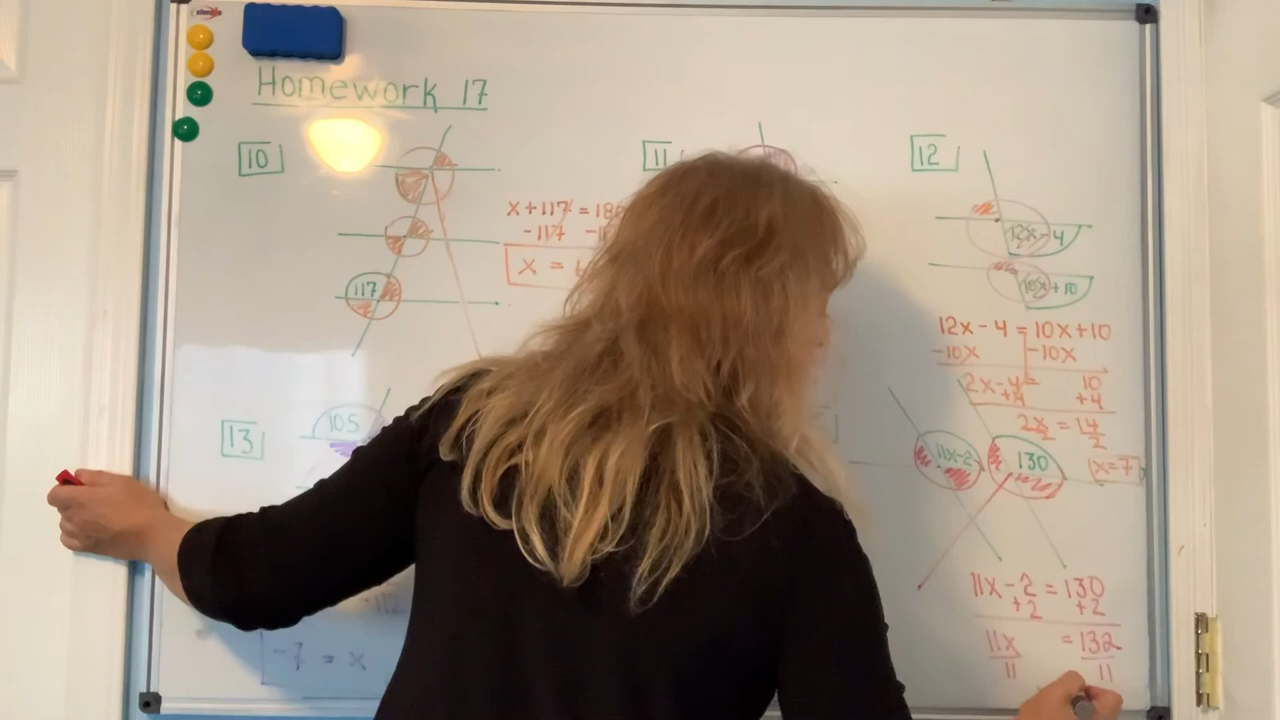 Homework 17
10
117
x+117 = 180
-117
x =
11
12
12x-4
10x+10
12x-4 = 10x+10
-10x -10x
2x-4 = 10
+4 +4
2x = 14
2 2
x=7
13
105
-7 = x
11x-2
130
11x-2 = 130
+2 +2
11x = 132
11 11